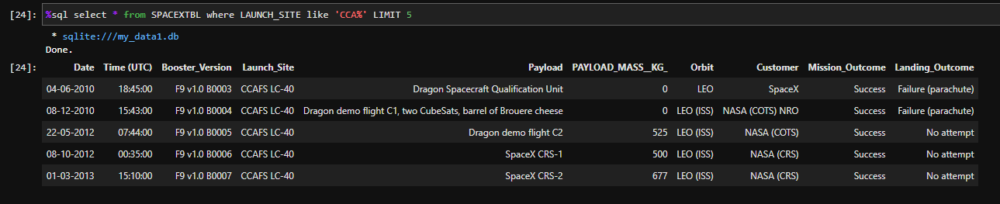 [24]: %sql select * from SPACEXTBL where LAUNCH_SITE like 'CCA%' LIMIT 5
* sqlite:///my_data1.db
Done.
[24]: Date Time (UTC) Booster_Version Launch_Site Payload PAYLOAD_MASS__KG_ Orbit Customer Mission_Outcome Landing_Outcome
04-06-2010 18:45:00 F9 v1.0 B0003 CCAFS LC-40 Dragon Spacecraft Qualification Unit 0 LEO SpaceX Success Failure (parachute)
08-12-2010 15:43:00 F9 v1.0 B0004 CCAFS LC-40 Dragon demo flight C1, two CubeSats, barrel of Brouere cheese 0 LEO (ISS) NASA (COTS) NRO Success Failure (parachute)
22-05-2012 07:44:00 F9 v1.0 B0005 CCAFS LC-40 Dragon demo flight C2 525 LEO (ISS) NASA (COTS) Success No attempt
08-10-2012 00:35:00 F9 v1.0 B0006 CCAFS LC-40 SpaceX CRS-1 500 LEO (ISS) NASA (CRS) Success No attempt
01-03-2013 15:10:00 F9 v1.0 B0007 CCAFS LC-40 SpaceX CRS-2 677 LEO (ISS) NASA (CRS) Success No attempt